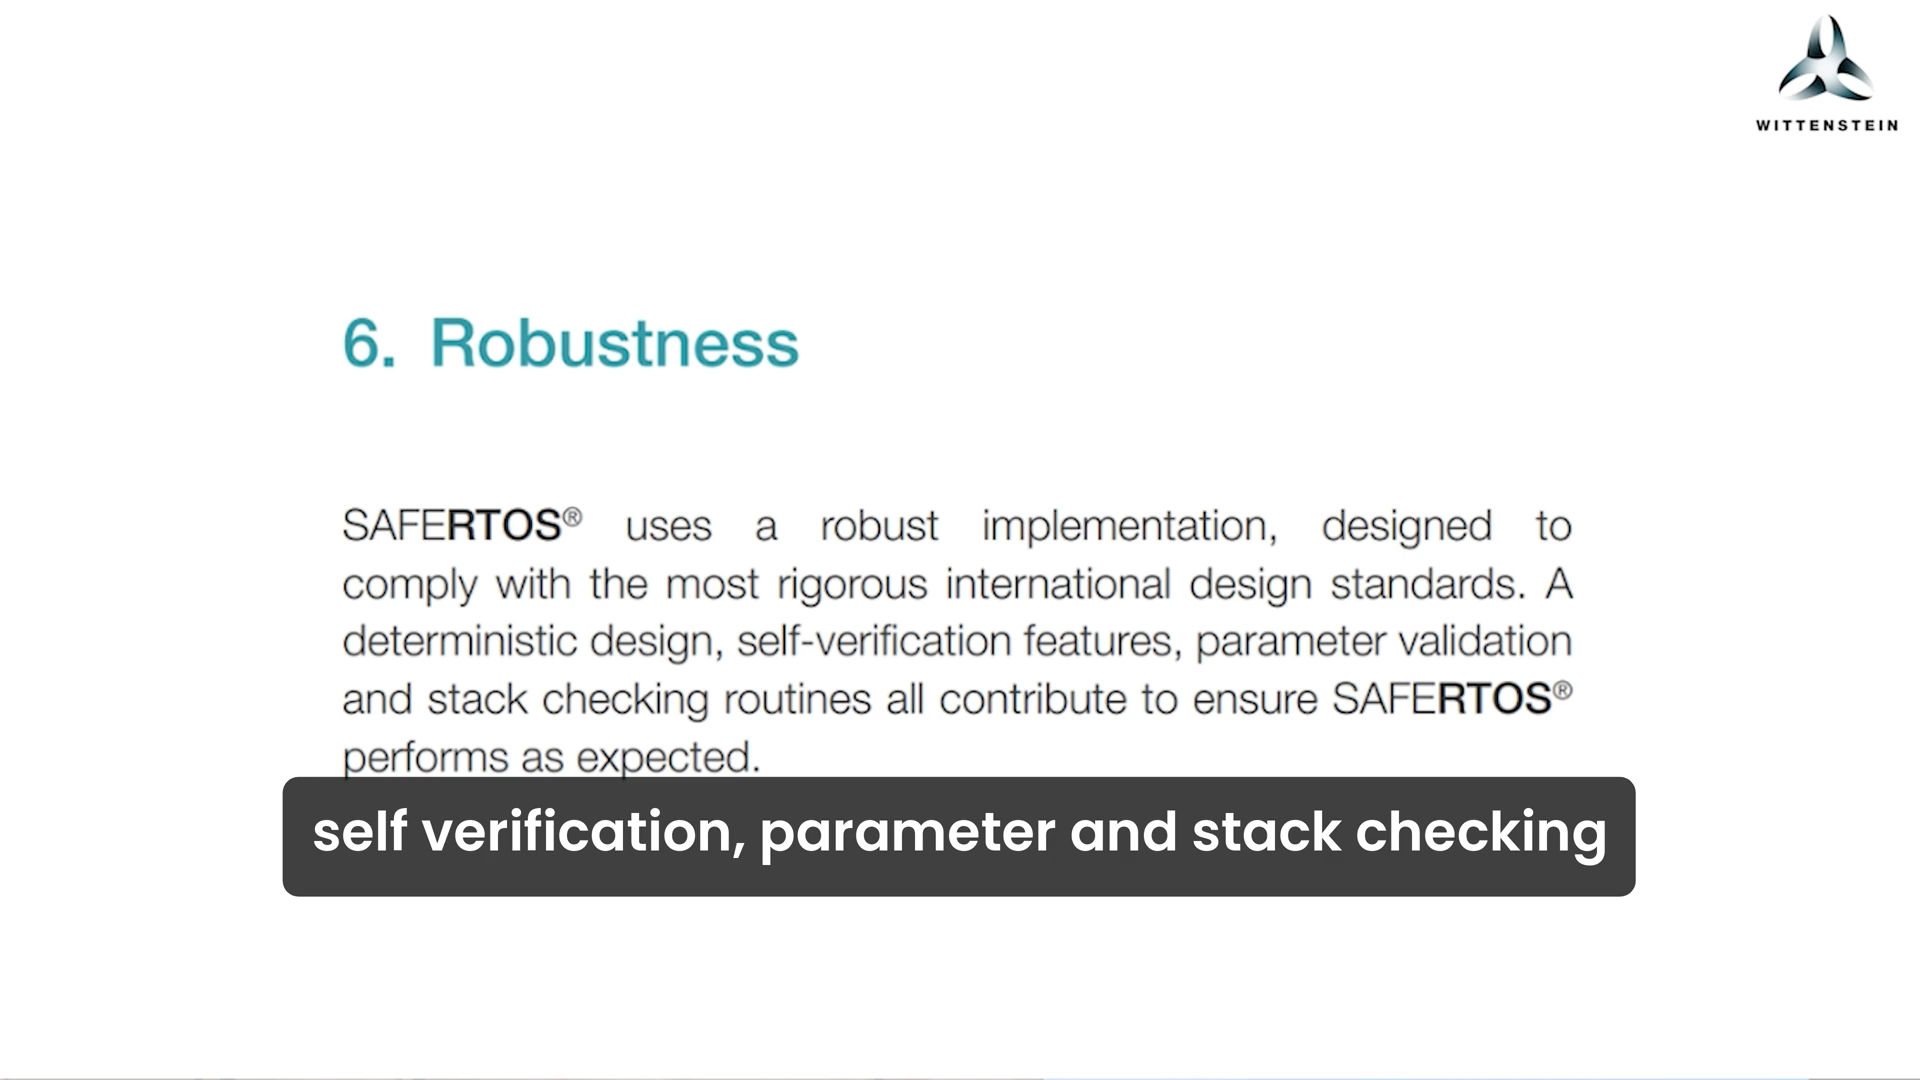 WITTENSTEIN
6. Robustness
SAFERTOS® uses a robust implementation, designed to
comply with the most rigorous international design standards. A
deterministic design, self-verification features, parameter validation
and stack checking routines all contribute to ensure SAFERTOS®
performs as expected.
self verification, parameter and stack checking